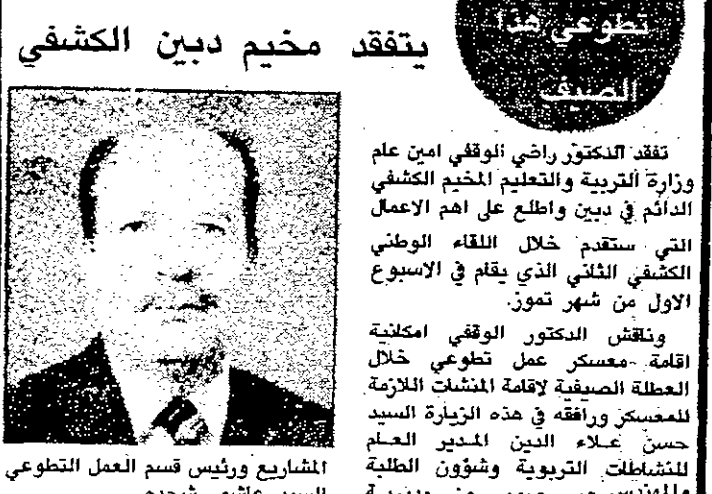 تطوعي هذا
الصيف
يتفقد مخيم دبين الكشفي
تفقد الدكتور راضي الوقفي امين عام
وزارة التربية والتعليم المخيم الكشفي
الدائم في دبين واطلع على اهم الاعمال
التي ستقدم خلال اللقاء الوطني
الكشفي الثاني الذي يقام في الاسبوع
الاول من شهر تموز.
وناقش الدكتور الوقفي امكانية
اقامة معسكر عمل تطوعي خلال
العطلة الصيفية لاقامة المنشات اللازمة
للمعسكر ورافقه في هذه الزيارة السيد
حسن علاء الدين المدير العام
للنشاطات التربوية وشؤون الطلبة
المشاريع ورئيس قسم العمل التطوعي
السيد